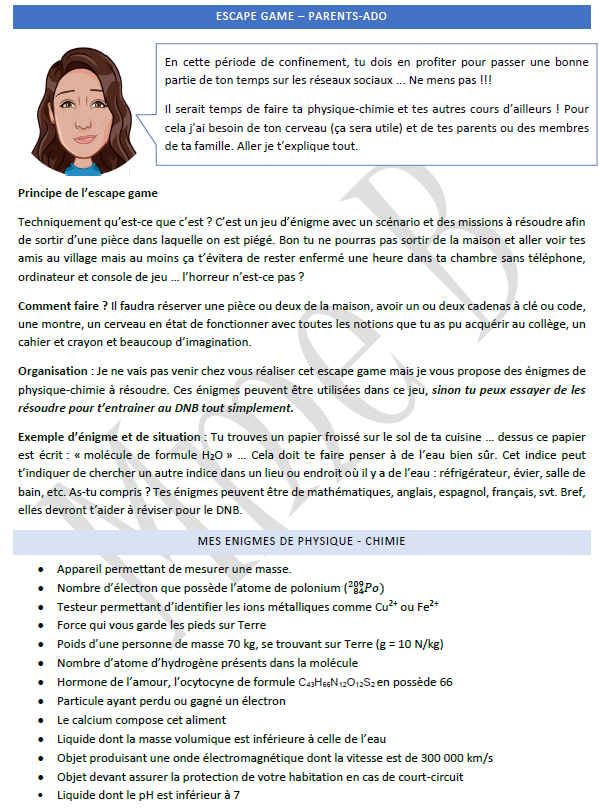 ESCAPE GAME – PARENTS-ADO
En cette période de confinement, tu dois en profiter pour passer une bonne
partie de ton temps sur les réseaux sociaux ... Ne mens pas !!!
Il serait temps de faire ta physique-chimie et tes autres cours d'ailleurs ! Pour
cela j'ai besoin de ton cerveau (ça sera utile) et de tes parents ou des membres
de ta famille. Aller je t'explique tout.
Principe de l'escape game
Techniquement qu'est-ce que c'est ? C'est un jeu d'énigme avec un scénario et des missions à résoudre afin
de sortir d'une pièce dans laquelle on est piégé. Bon tu ne pourras pas sortir de la maison et aller voir tes
amis au village mais au moins ça t'évitera de rester enfermé une heure dans ta chambre sans téléphone,
ordinateur et console de jeu ... l'horreur n'est-ce pas ?
Comment faire ? Il faudra réserver une pièce ou deux de la maison, avoir un ou deux cadenas à clé ou code,
une montre, un cerveau en état de fonctionner avec toutes les notions que tu as pu acquérir au collège, un
cahier et crayon et beaucoup d'imagination.
Organisation : Je ne vais pas venir chez vous réaliser cet escape game mais je vous propose des énigmes de
physique-chimie à résoudre. Ces énigmes peuvent être utilisées dans ce jeu, sinon tu peux essayer de les
résoudre pour t'entrainer au DNB tout simplement.
Exemple d'énigme et de situation : Tu trouves un papier froissé sur le sol de ta cuisine ... dessus ce papier
est écrit : « molécule de formule H₂O » ... Cela doit te faire penser à de l'eau bien sûr. Cet indice peut
t'indiquer de chercher un autre indice dans un lieu ou endroit où il y a de l'eau : réfrigérateur, évier, salle de
bain, etc. As-tu compris ? Tes énigmes peuvent être de mathématiques, anglais, espagnol, français, svt. Bref,
elles devront t'aider à réviser pour le DNB.
MES ENIGMES DE PHYSIQUE - CHIMIE
• Appareil permettant de mesurer une masse.
• Nombre d'électron que possède l'atome de polonium (²⁰⁹₈₄Po)
• Testeur permettant d'identifier les ions métalliques comme Cu²⁺ ou Fe²⁺
• Force qui vous garde les pieds sur Terre
• Poids d'une personne de masse 70 kg, se trouvant sur Terre (g = 10 N/kg)
• Nombre d'atome d'hydrogène présents dans la molécule
• Hormone de l'amour, l'ocytocyne de formule C₄₃H₆₆N₁₂O₁₂S₂ en possède 66
• Particule ayant perdu ou gagné un électron
• Le calcium compose cet aliment
• Liquide dont la masse volumique est inférieure à celle de l'eau
• Objet produisant une onde électromagnétique dont la vitesse est de 300 000 km/s
• Objet devant assurer la protection de votre habitation en cas de court-circuit
• Liquide dont le pH est inférieur à 7
Mme B